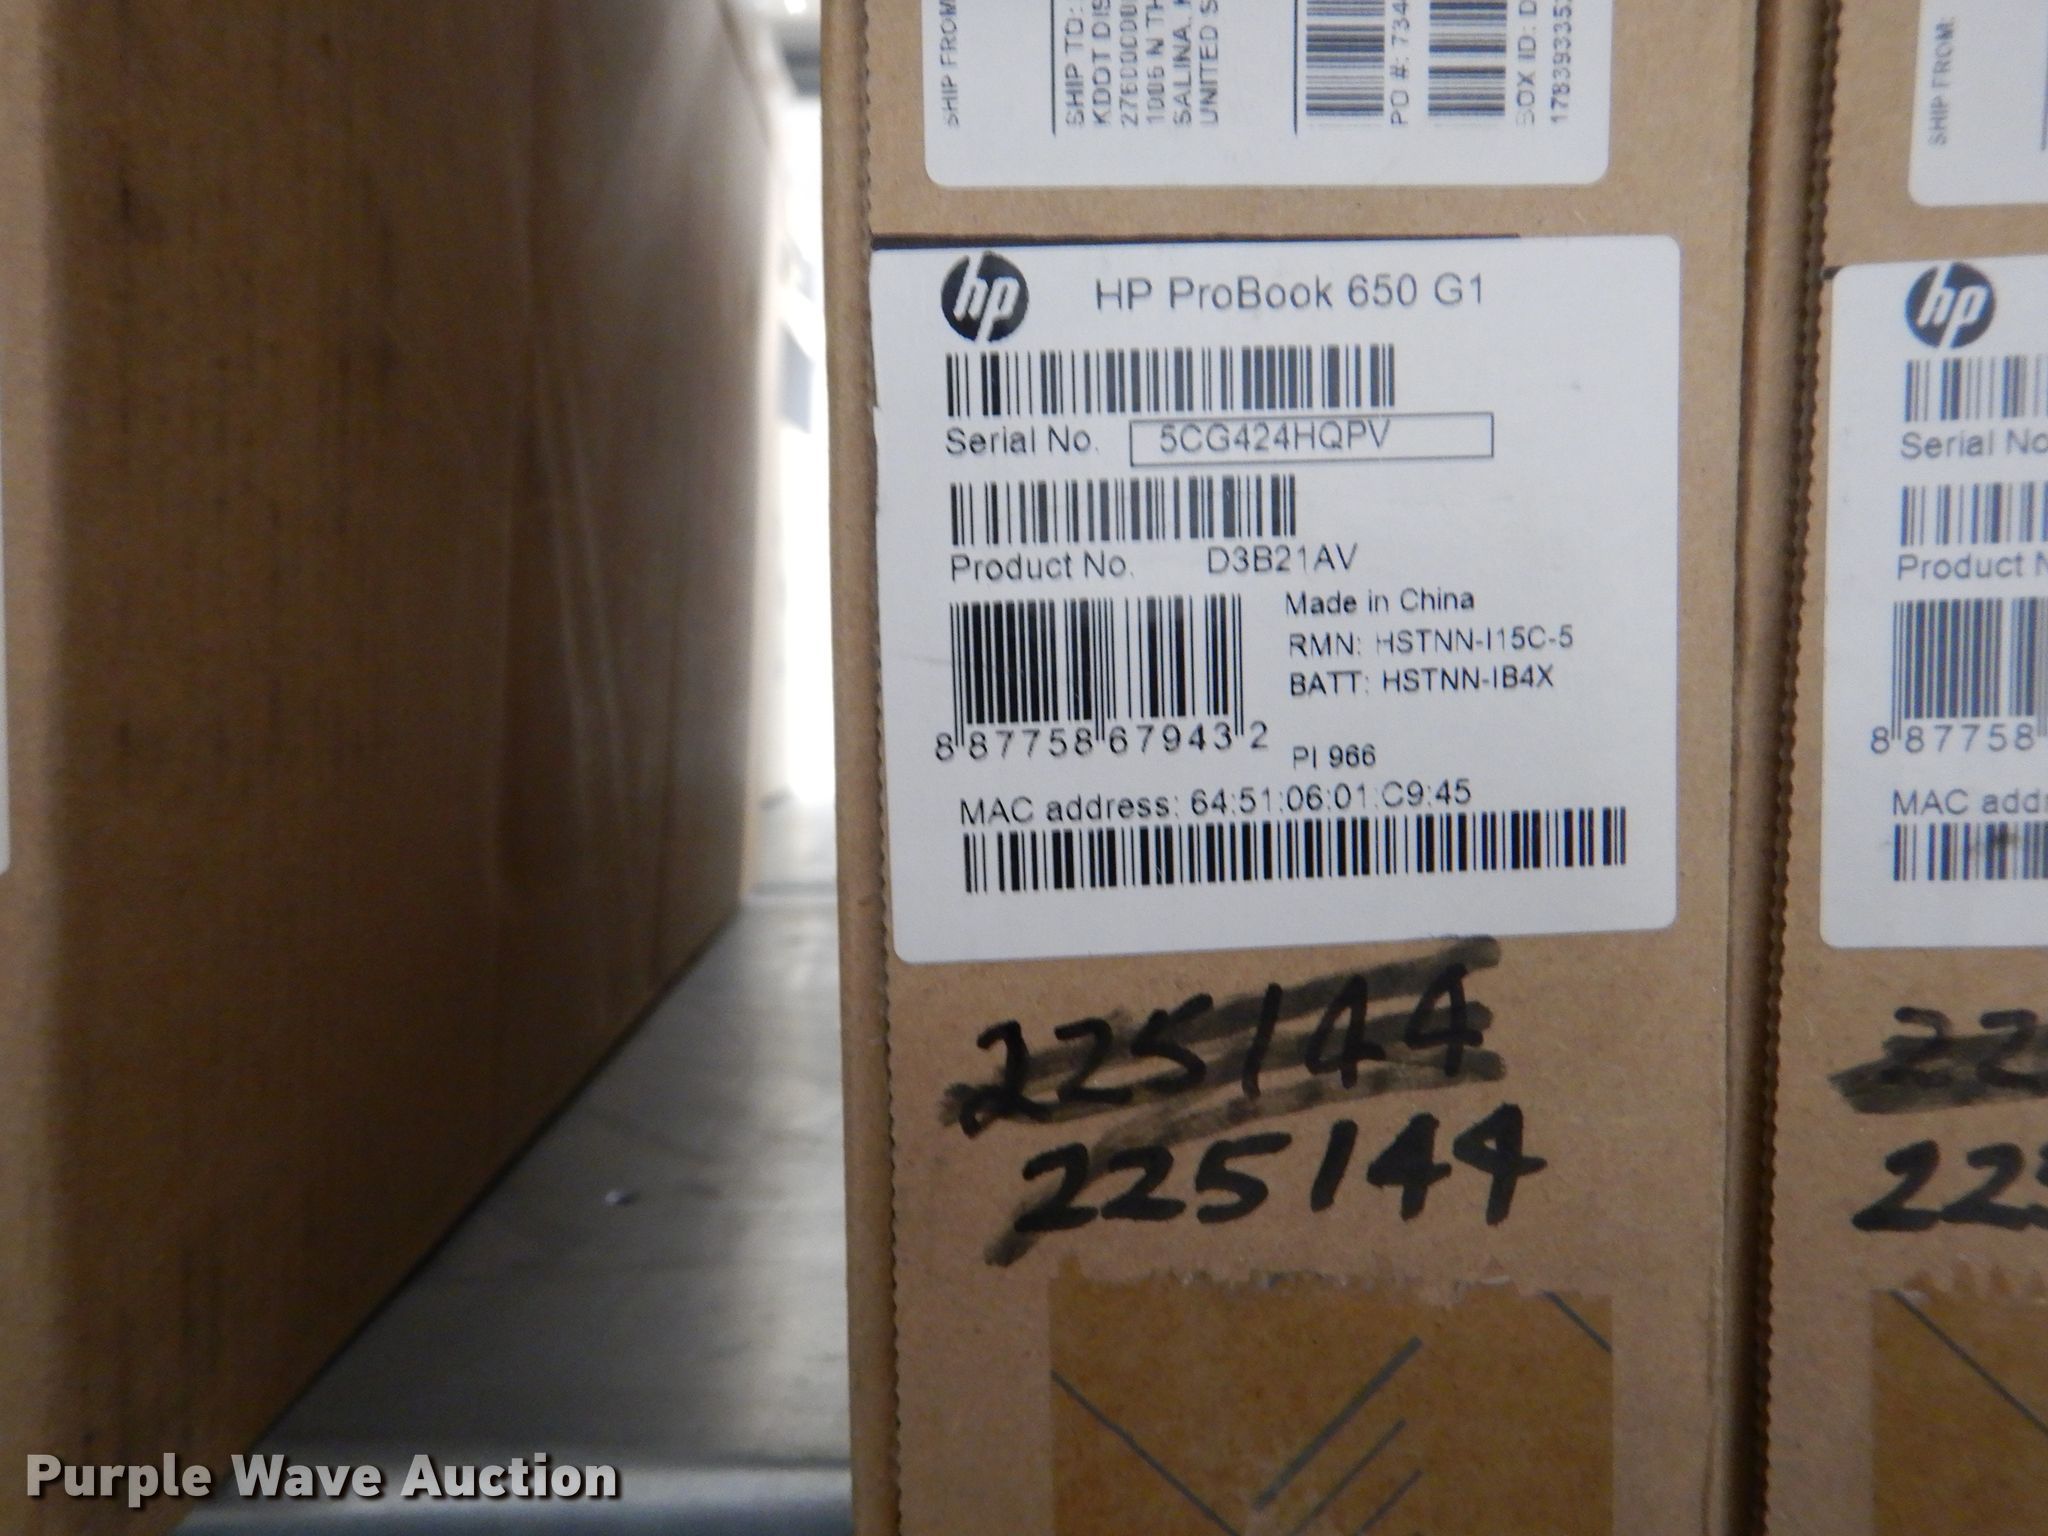 SHIP FROM
SHIP TO:
KDOT DIS
UNITED S
SALINA,
PO #: 734
BOX ID: D
SHIP FROM:
hp
HP ProBook 650 G1
Serial No. 5CG424HQPV
Product No. D3B21AV
Made in China
RMN: HSTNN-I15C-5
BATT: HSTNN-IB4X
8 87758 67943 2
PI 966
MAC address: 64:51:06:01:C9:45
225144
225144
hp
Serial No
Product N
8 87758
MAC addr
22
225
Purple Wave Auction